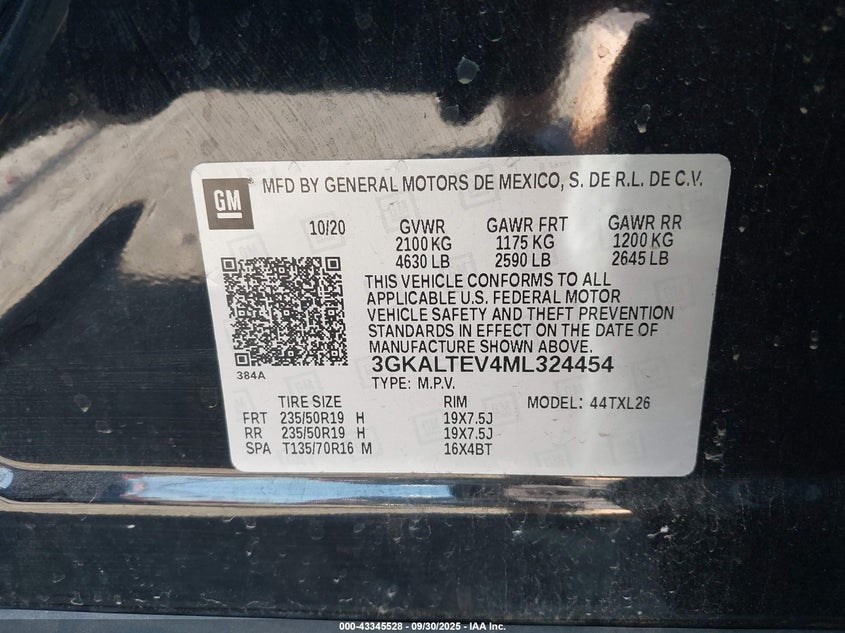 GM
® MFD BY GENERAL MOTORS DE MEXICO, S. DE R.L. DE C.V.
10/20 GVWR GAWR FRT GAWR RR
2100 KG 1175 KG 1200 KG
4630 LB 2590 LB 2645 LB
THIS VEHICLE CONFORMS TO ALL
APPLICABLE U.S. FEDERAL MOTOR
VEHICLE SAFETY AND THEFT PREVENTION
STANDARDS IN EFFECT ON THE DATE OF
MANUFACTURE SHOWN ABOVE.
384A
3GKALTEV4ML324454
TYPE: M.P.V.
TIRE SIZE RIM MODEL: 44TXL26
FRT 235/50R19 H 19X7.5J
RR 235/50R19 H 19X7.5J
SPA T135/70R16 M 16X4BT
000-43345528 - 09/30/2025 - IAA Inc.